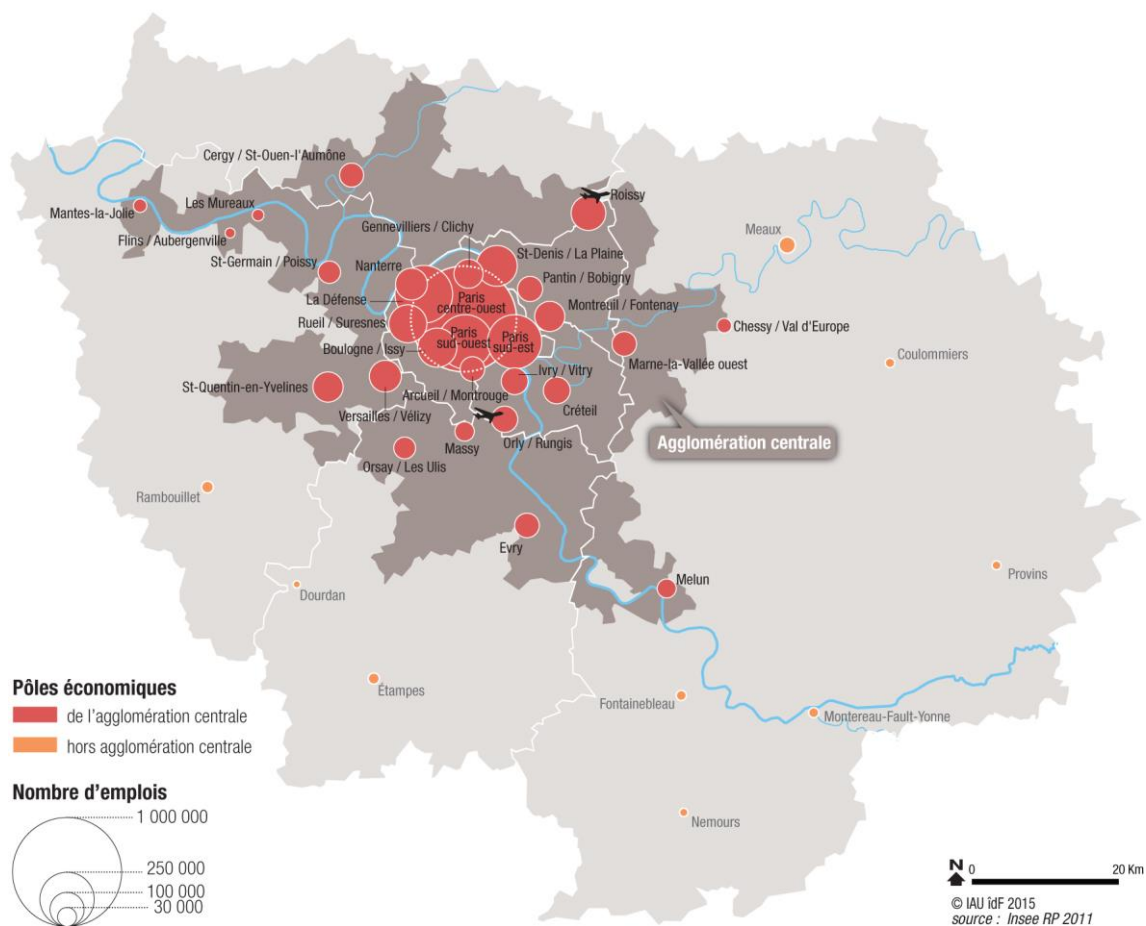 Cergy / St-Ouen-l'Aumône
Roissy
Mantes-la-Jolie
Les Mureaux
Flins / Aubergenville
Gennevilliers / Clichy
Meaux
St-Germain / Poissy
Nanterre
St-Denis / La Plaine
Pantin / Bobigny
La Défense
Paris
centre-ouest
Montreuil / Fontenay
Rueil / Suresnes
Chessy / Val d'Europe
Paris
sud-ouest
Paris
sud-est
Boulogne / Issy
Marne-la-Vallée ouest
Coulommiers
St-Quentin-en-Yvelines
Ivry / Vitry
Arcueil / Montrouge
Versailles / Vélizy
Créteil
Massy
Orly / Rungis
Agglomération centrale
Orsay / Les Ulis
Rambouillet
Evry
Dourdan
Melun
Provins
Étampes
Fontainebleau
Montereau-Fault-Yonne
Nemours
Pôles économiques
de l'agglomération centrale
hors agglomération centrale
Nombre d'emplois
1 000 000
250 000
100 000
30 000
N
0
20 Km
© IAU îdF 2015
source : Insee RP 2011